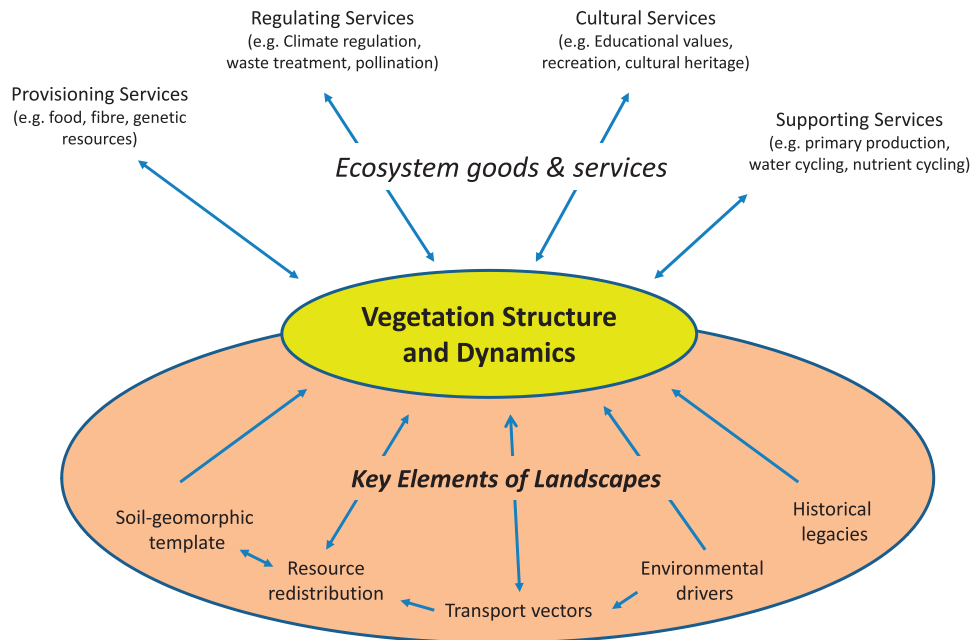 Regulating Services
(e.g. Climate regulation,
waste treatment, pollination)
Cultural Services
(e.g. Educational values,
recreation, cultural heritage)
Provisioning Services
(e.g. food, fibre, genetic
resources)
Supporting Services
(e.g. primary production,
water cycling, nutrient cycling)
Ecosystem goods & services
Vegetation Structure
and Dynamics
Key Elements of Landscapes
Soil-geomorphic
template
Resource
redistribution
Transport vectors
Environmental
drivers
Historical
legacies